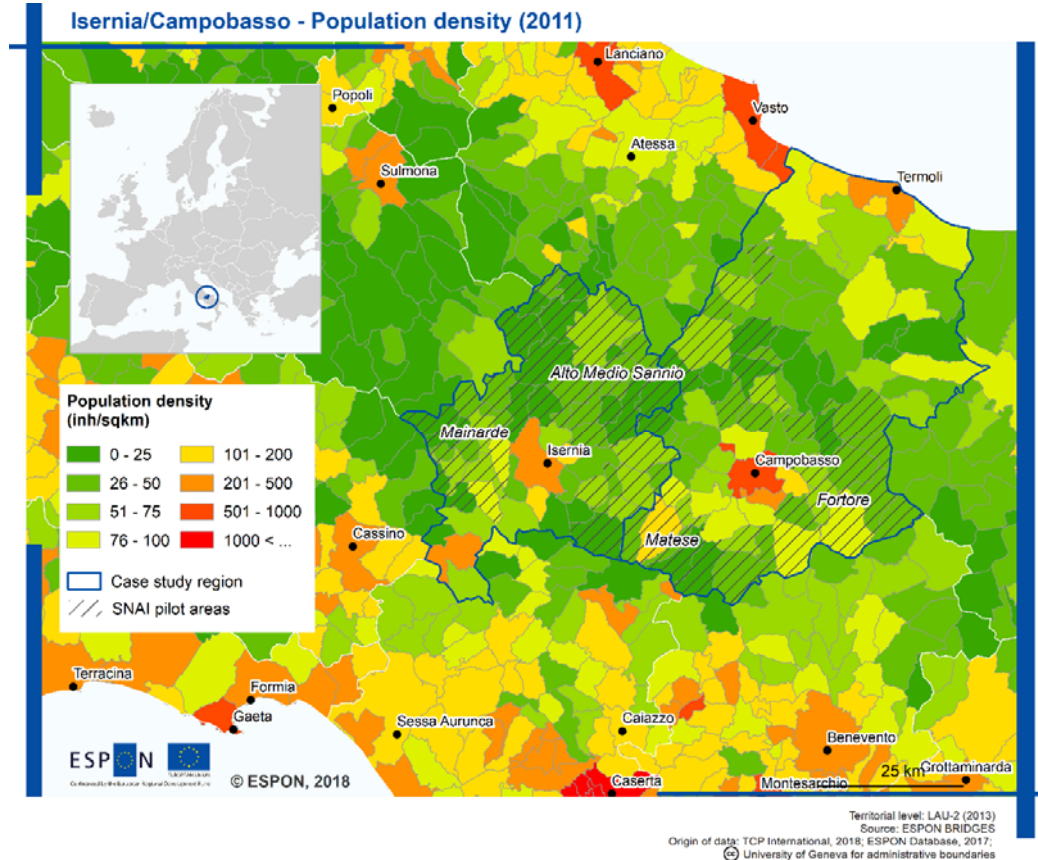 Isernia/Campobasso - Population density (2011)
Lanciano
Popoli
Vasto
Atessa
Sulmona
Termoli
Alto Medio Sannio
Mainarde
Isernia
Campobasso
Fortore
Matese
Cassino
Population density
(inh/sqkm)
0 - 25
101 - 200
26 - 50
201 - 500
51 - 75
501 - 1000
76 - 100
1000 < ...
Case study region
SNAI pilot areas
Terracina
Formia
Gaeta
Sessa Aurunca
Caiazzo
Benevento
Caserta
Montesarchio
25 km
Grottaminarda
ESPON
© ESPON, 2018
Territorial level: LAU-2 (2013)
Source: ESPON BRIDGES
Origin of data: TCP International, 2018; ESPON Database, 2017;
cc University of Geneva for administrative boundaries